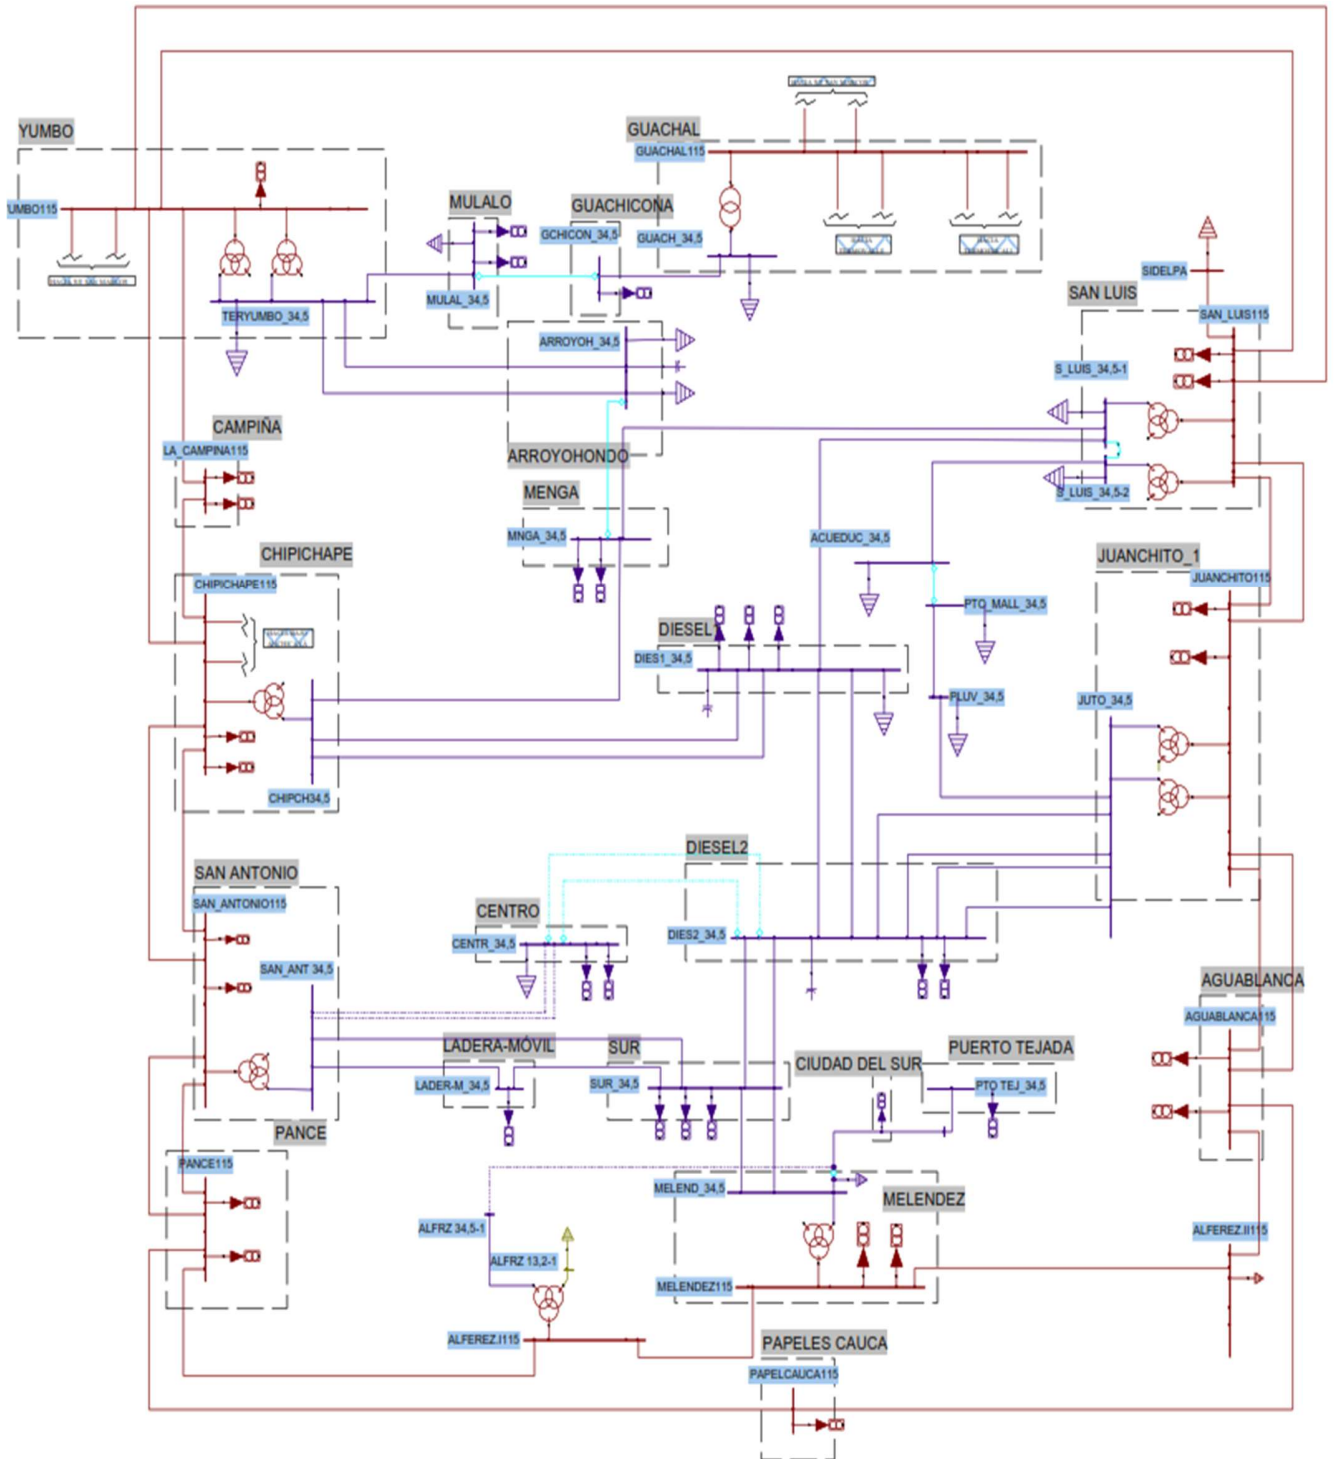 YUMBO
UMBO115
TERYUMBO_34,5
MULALO
MULAL_34,5
GUACHICONA
GCHICON_34,5
GUACHAL
GUACHAL115
GUACH_34,5
SIDELPA
SAN LUIS
SAN_LUIS115
S_LUIS_34,5-1
S_LUIS_34,5-2
ARROYOH_34,5
ARROYOHONDO
CAMPIÑA
LA_CAMPINA115
MENGA
MNGA_34,5
CHIPICHAPE
CHIPICHAPE115
CHIPCH34,5
ACUEDUC_34,5
PTO_MALL_34,5
PLUV_34,5
DIESEL1
DIES1_34,5
JUANCHITO_1
JUANCHITO115
JUTO_34,5
DIESEL2
DIES2_34,5
SAN ANTONIO
SAN_ANTONIO115
SAN_ANT 34,5
CENTRO
CENTR_34,5
AGUABLANCA
AGUABLANCA115
LADERA-MÓVIL
LADER-M_34,5
SUR
SUR_34,5
CIUDAD DEL SUR
PUERTO TEJADA
PTO TEJ_34,5
PANCE
PANCE115
MELEND_34,5
MELENDEZ
MELENDEZ115
ALFRZ 34,5-1
ALFRZ 13,2-1
ALFEREZ.I115
ALFEREZ.II115
PAPELES CAUCA
PAPELCAUCA115